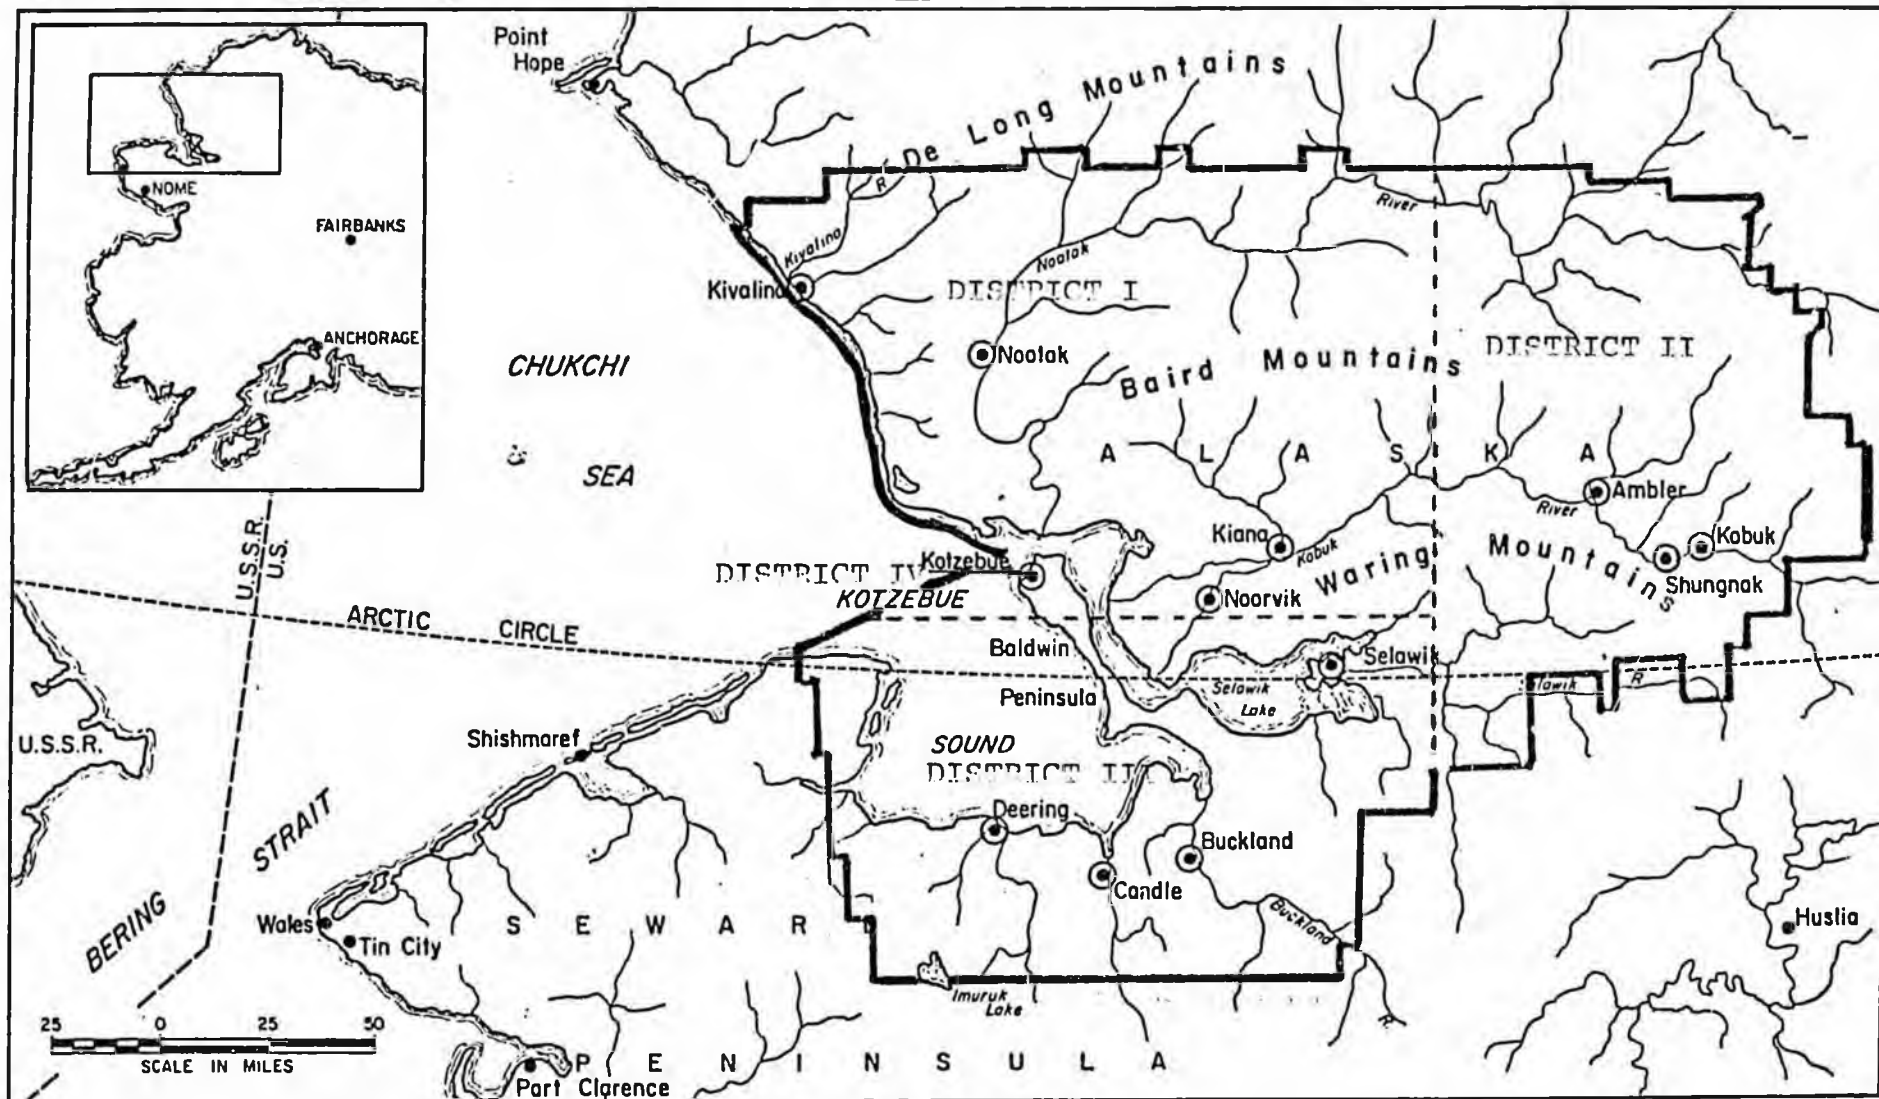 NOME
FAIRBANKS
ANCHORAGE
Point
Hope
De Long Mountains
R
Kivalina
Kivalina
Noatak
River
DISTRICT I
Noatak
DISTRICT II
Baird Mountains
CHUKCHI
SEA
A L A S K A
Ambler
River
Kiana
Kobuk
Kobuk
Shungnak
Waring Mountains
Noorvik
U.S.S.R.
U.S.
DISTRICT IV
Kotzebue
KOTZEBUE
ARCTIC CIRCLE
Baldwin
Peninsula
Selawik
Selawik
Lake
R
U.S.S.R.
Shishmaref
SOUND
DISTRICT III
Deering
Buckland
Candle
Buckland
R
Huslia
BERING STRAIT
Wales
Tin City
S E W A R D
Imuruk
Lake
P E N I N S U L A
Port Clarence
25 0 25 50
SCALE IN MILES